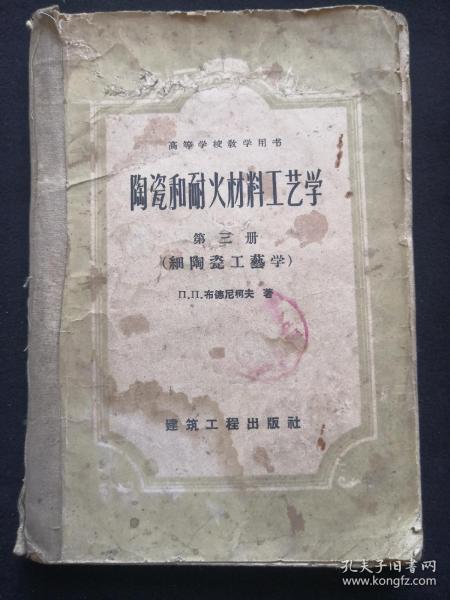 高等学校教学用书
陶瓷和耐火材料工艺学
第三册
(細陶瓷工藝学)
П.П.布德尼柯夫 著
建筑工程出版社
孔夫子旧书网
www.kongfz.com